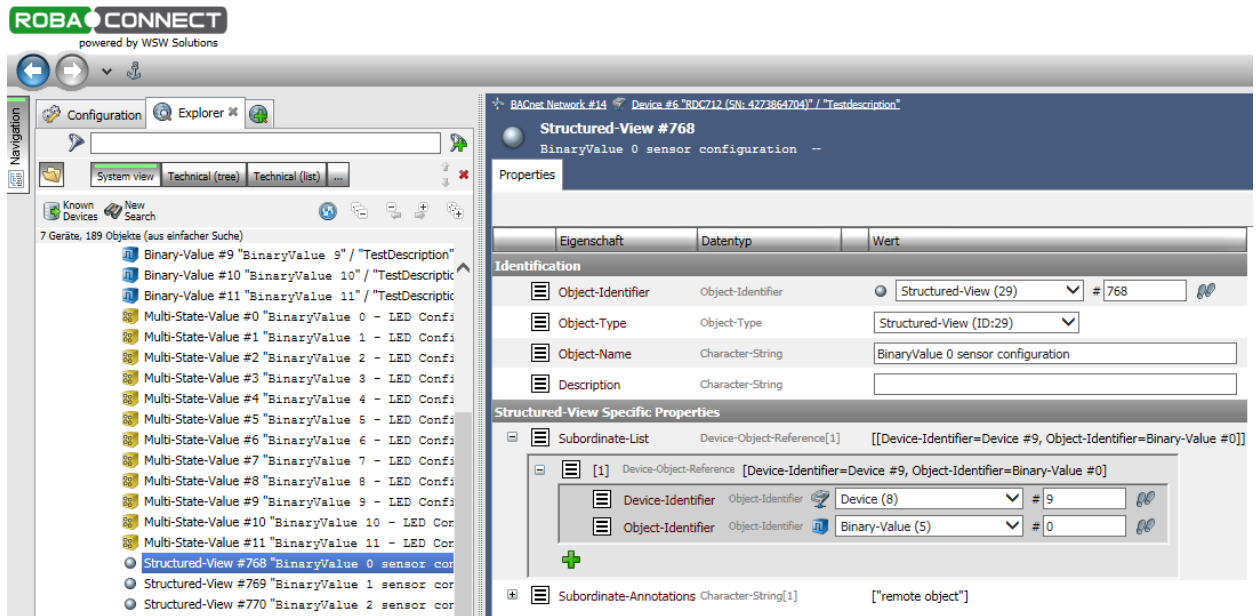 ROBA CONNECT
powered by WSW Solutions
Navigation
Configuration Explorer
System view Technical (tree) Technical (list) ...
Known Devices New Search
7 Geräte, 189 Objekte (aus einfacher Suche)
Binary-Value #9 "BinaryValue 9" / "TestDescription"
Binary-Value #10 "BinaryValue 10" / "TestDescriptic
Binary-Value #11 "BinaryValue 11" / "TestDescriptic
Multi-State-Value #0 "BinaryValue 0 - LED Confi
Multi-State-Value #1 "BinaryValue 1 - LED Confi
Multi-State-Value #2 "BinaryValue 2 - LED Confi
Multi-State-Value #3 "BinaryValue 3 - LED Confi
Multi-State-Value #4 "BinaryValue 4 - LED Confi
Multi-State-Value #5 "BinaryValue 5 - LED Confi
Multi-State-Value #6 "BinaryValue 6 - LED Confi
Multi-State-Value #7 "BinaryValue 7 - LED Confi
Multi-State-Value #8 "BinaryValue 8 - LED Confi
Multi-State-Value #9 "BinaryValue 9 - LED Confi
Multi-State-Value #10 "BinaryValue 10 - LED Cor
Multi-State-Value #11 "BinaryValue 11 - LED Cor
Structured-View #768 "BinaryValue 0 sensor cor
Structured-View #769 "BinaryValue 1 sensor cor
Structured-View #770 "BinaryValue 2 sensor cor
BACnet Network #14 Device #6 "RDC712 (SN: 4273864704)" / "Testdescription"
Structured-View #768
BinaryValue 0 sensor configuration --
Properties
Eigenschaft Datentyp Wert
Identification
Object-Identifier Object-Identifier Structured-View (29) # 768
Object-Type Object-Type Structured-View (ID:29)
Object-Name Character-String BinaryValue 0 sensor configuration
Description Character-String
Structured-View Specific Properties
Subordinate-List Device-Object-Reference[1] [[Device-Identifier=Device #9, Object-Identifier=Binary-Value #0]]
[1] Device-Object-Reference [Device-Identifier=Device #9, Object-Identifier=Binary-Value #0]
Device-Identifier Object-Identifier Device (8) # 9
Object-Identifier Object-Identifier Binary-Value (5) # 0
Subordinate-Annotations Character-String[1] ["remote object"]